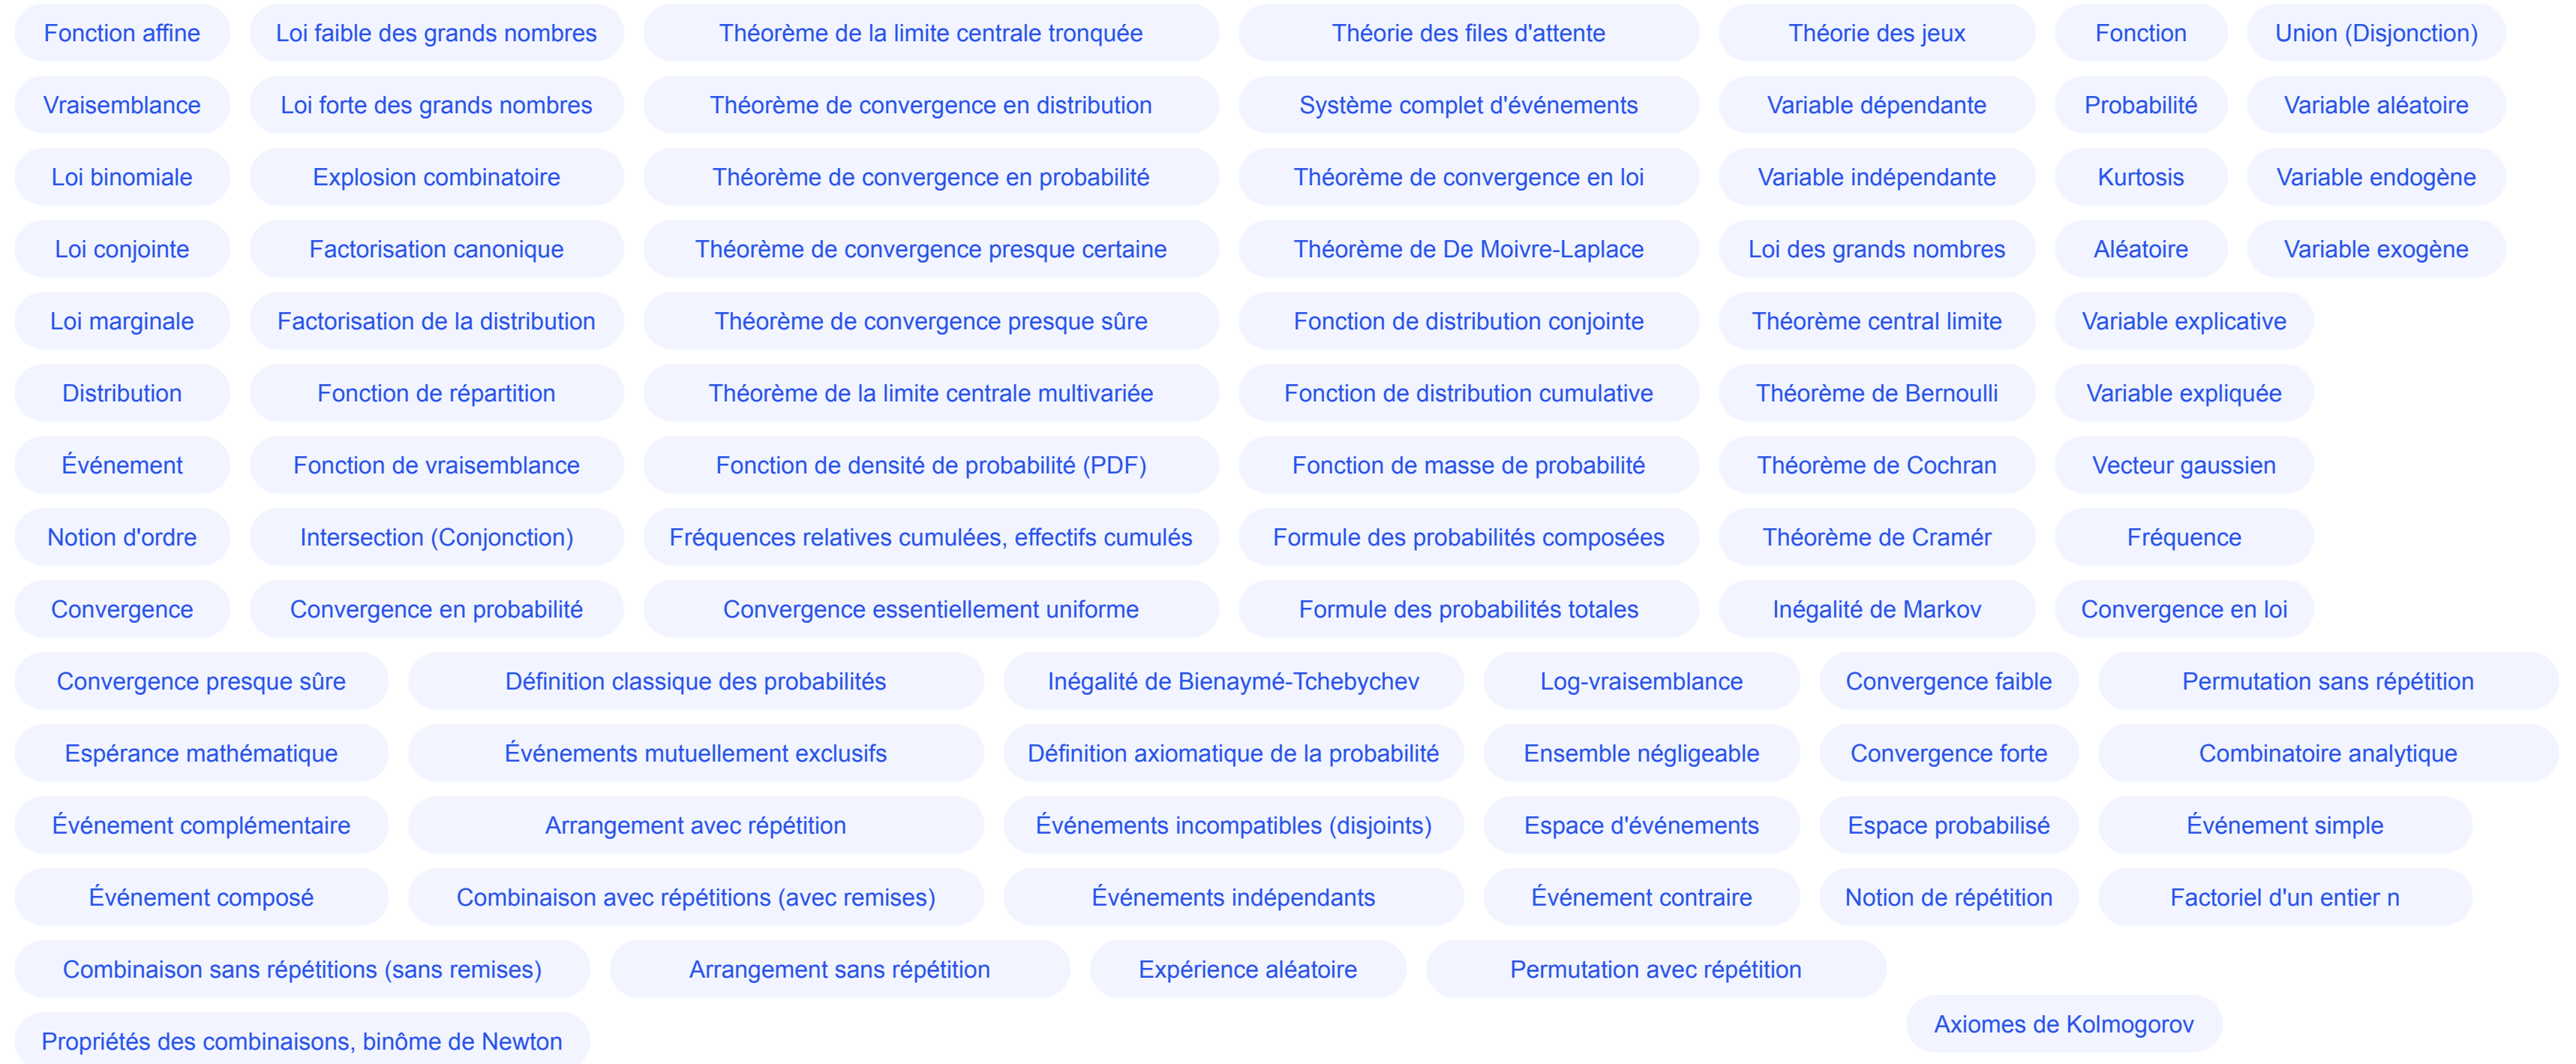 Fonction affine Loi faible des grands nombres Théorème de la limite centrale tronquée Théorie des files d'attente Théorie des jeux Fonction Union (Disjonction)
Vraisemblance Loi forte des grands nombres Théorème de convergence en distribution Système complet d'événements Variable dépendante Probabilité Variable aléatoire
Loi binomiale Explosion combinatoire Théorème de convergence en probabilité Théorème de convergence en loi Variable indépendante Kurtosis Variable endogène
Loi conjointe Factorisation canonique Théorème de convergence presque certaine Théorème de De Moivre-Laplace Loi des grands nombres Aléatoire Variable exogène
Loi marginale Factorisation de la distribution Théorème de convergence presque sûre Fonction de distribution conjointe Théorème central limite Variable explicative
Distribution Fonction de répartition Théorème de la limite centrale multivariée Fonction de distribution cumulative Théorème de Bernoulli Variable expliquée
Événement Fonction de vraisemblance Fonction de densité de probabilité (PDF) Fonction de masse de probabilité Théorème de Cochran Vecteur gaussien
Notion d'ordre Intersection (Conjonction) Fréquences relatives cumulées, effectifs cumulés Formule des probabilités composées Théorème de Cramér Fréquence
Convergence Convergence en probabilité Convergence essentiellement uniforme Formule des probabilités totales Inégalité de Markov Convergence en loi
Convergence presque sûre Définition classique des probabilités Inégalité de Bienaymé-Tchebychev Log-vraisemblance Convergence faible Permutation sans répétition
Espérance mathématique Événements mutuellement exclusifs Définition axiomatique de la probabilité Ensemble négligeable Convergence forte Combinatoire analytique
Événement complémentaire Arrangement avec répétition Événements incompatibles (disjoints) Espace d'événements Espace probabilisé Événement simple
Événement composé Combinaison avec répétitions (avec remises) Événements indépendants Événement contraire Notion de répétition Factoriel d'un entier n
Combinaison sans répétitions (sans remises) Arrangement sans répétition Expérience aléatoire Permutation avec répétition
Axiomes de Kolmogorov
Propriétés des combinaisons, binôme de Newton